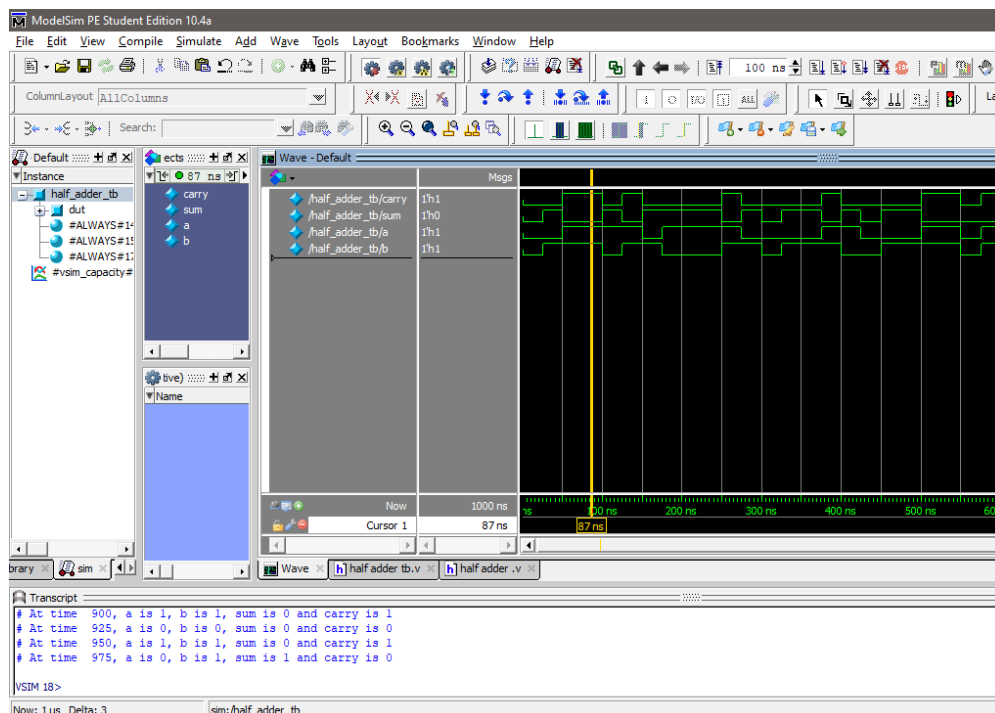 ModelSim PE Student Edition 10.4a
File Edit View Compile Simulate Add Wave Tools Layout Bookmarks Window Help
100 ns
ColumnLayout AllColumns
Search:
Default
ects
Wave - Default
Instance
87 ns
Msgs
half_adder_tb
dut
#ALWAYS#14
#ALWAYS#15
#ALWAYS#17
#vsim_capacity#
carry
sum
a
b
/half_adder_tb/carry 1'h1
/half_adder_tb/sum 1'h0
/half_adder_tb/a 1'h1
/half_adder_tb/b 1'h1
tive)
Name
Now 1000 ns
ns 100 ns 200 ns 300 ns 400 ns 500 ns 60
Cursor 1 87 ns
87 ns
brary sim Wave half adder tb.v half adder .v
Transcript
# At time 900, a is 1, b is 1, sum is 0 and carry is 1
# At time 925, a is 0, b is 0, sum is 0 and carry is 0
# At time 950, a is 1, b is 1, sum is 0 and carry is 1
# At time 975, a is 0, b is 1, sum is 1 and carry is 0
VSIM 18>
Now: 1 us Delta: 3 sim:/half_adder_tb